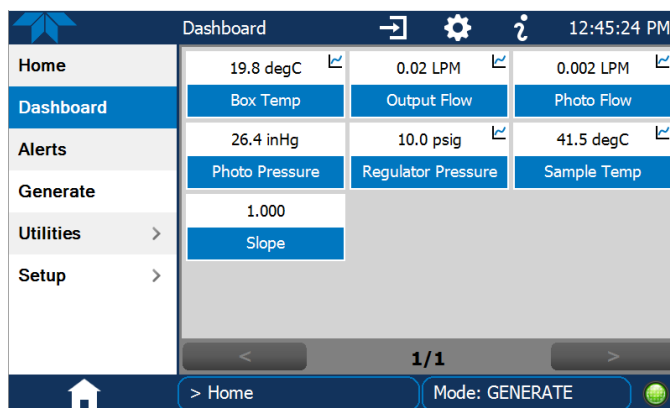 Dashboard 12:45:24 PM
Home
Dashboard
Alerts
Generate
Utilities >
Setup >
19.8 degC
Box Temp
0.02 LPM
Output Flow
0.002 LPM
Photo Flow
26.4 inHg
Photo Pressure
10.0 psig
Regulator Pressure
41.5 degC
Sample Temp
1.000
Slope
< 1/1 >
> Home Mode: GENERATE